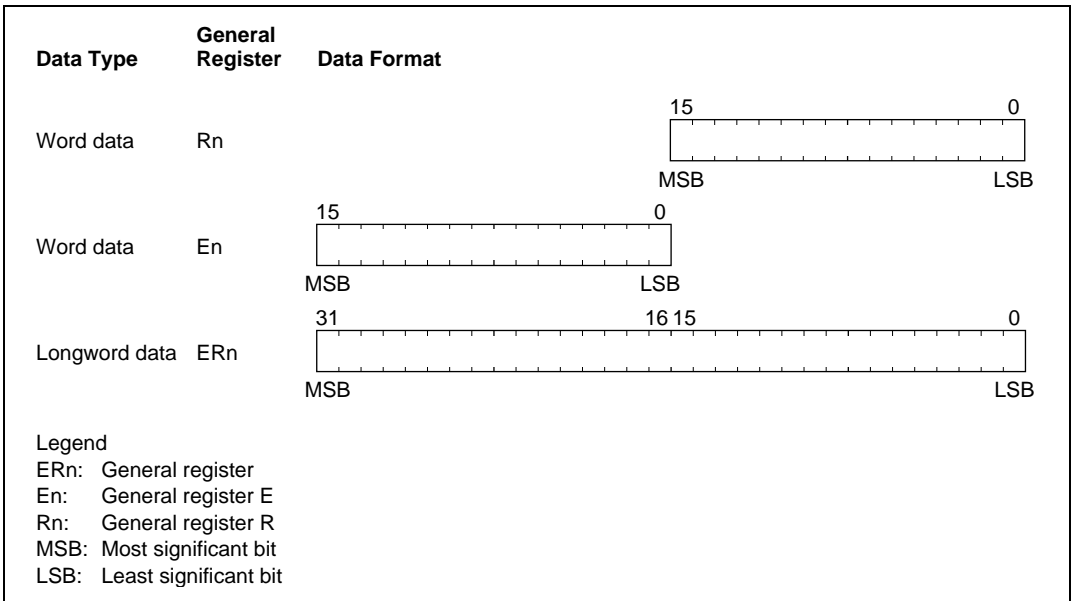 Data Type General Register Data Format
15 0
Word data Rn
MSB LSB
15 0
Word data En
MSB LSB
31 16 15 0
Longword data ERn
MSB LSB
Legend
ERn: General register
En: General register E
Rn: General register R
MSB: Most significant bit
LSB: Least significant bit